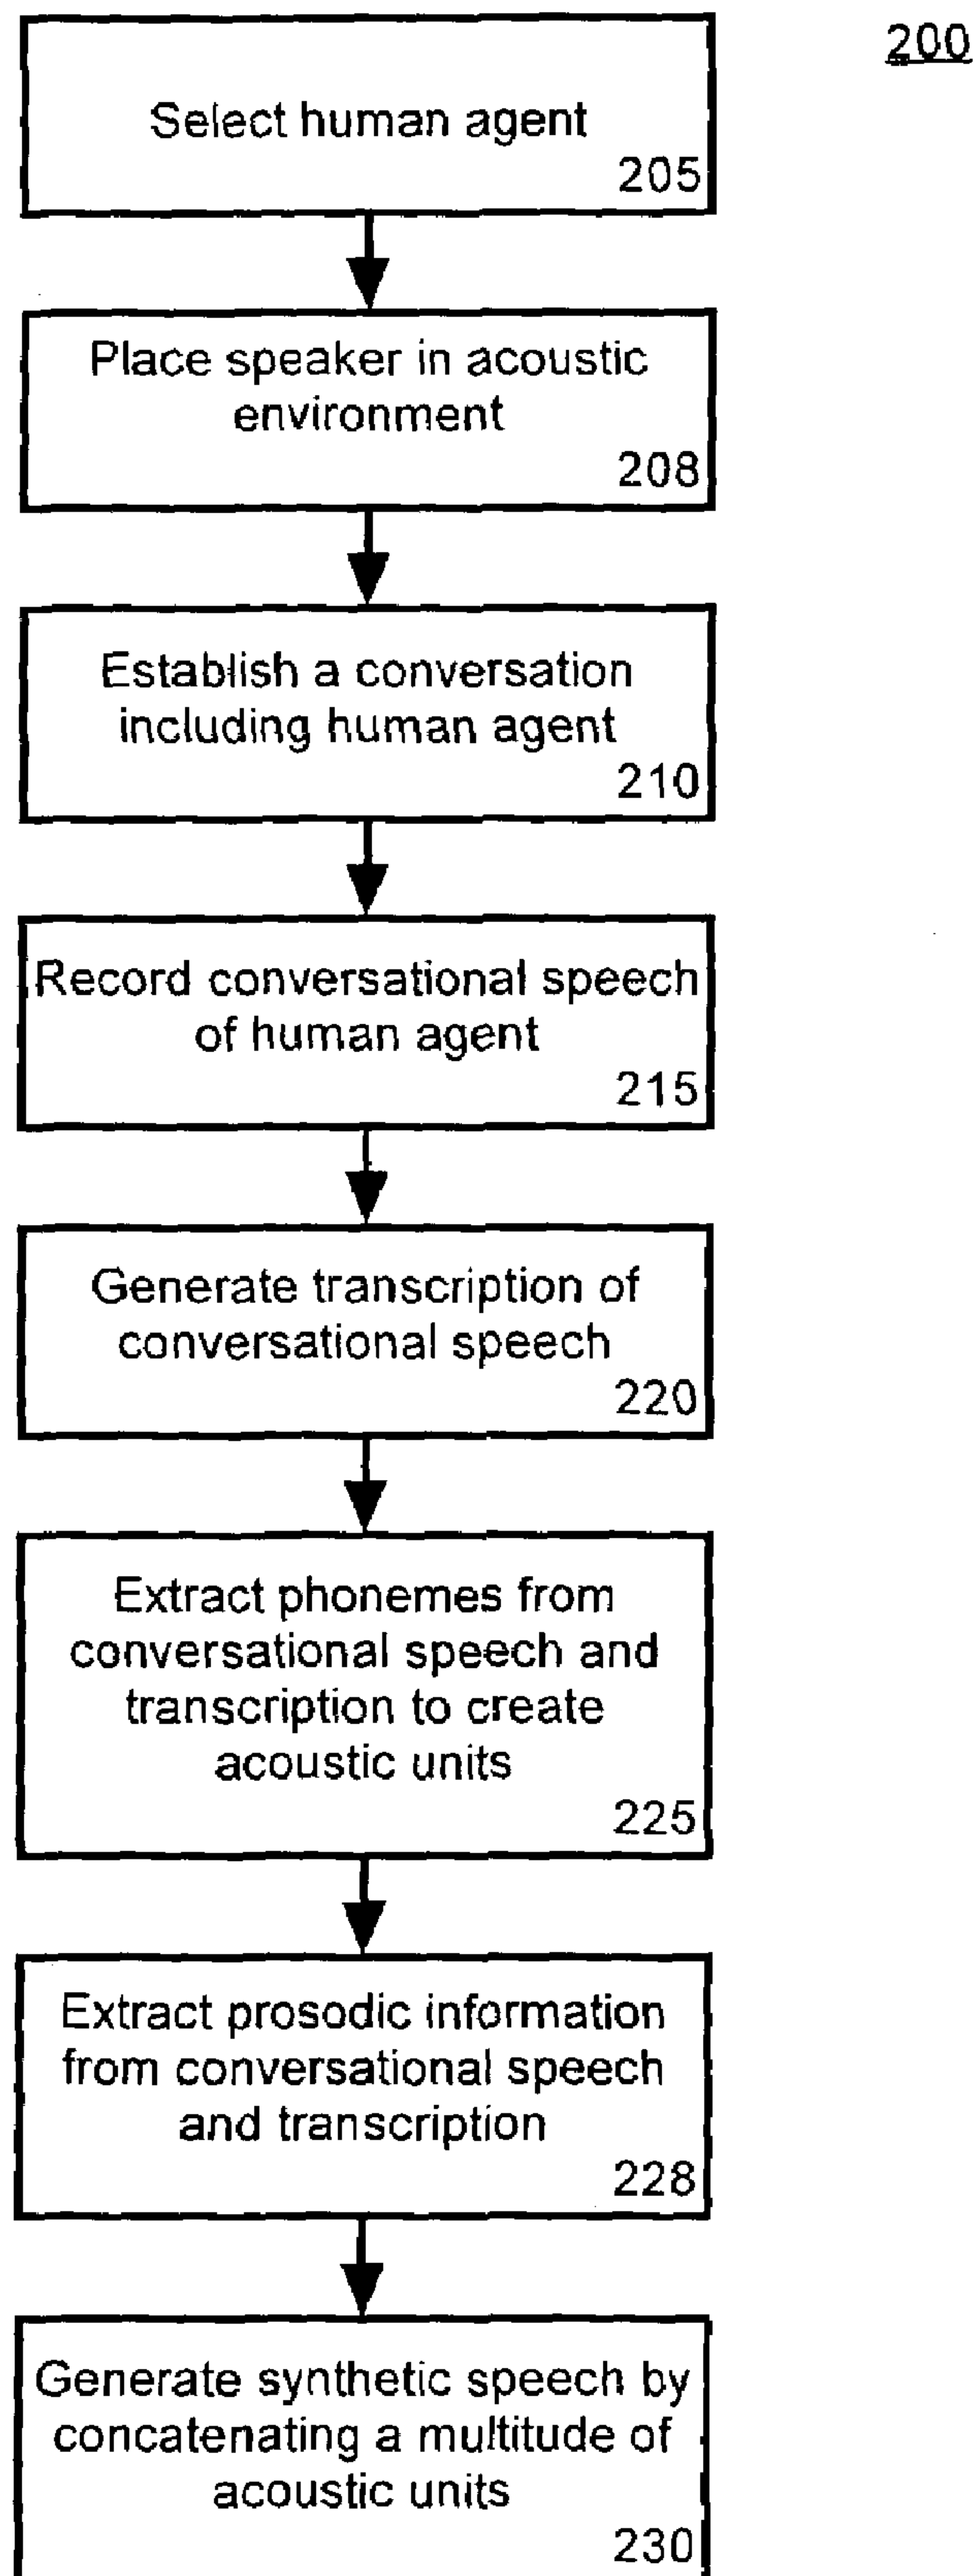 200
Select human agent
205
Place speaker in acoustic
environment
208
Establish a conversation
including human agent
210
Record conversational speech
of human agent
215
Generate transcription of
conversational speech
220
Extract phonemes from
conversational speech and
transcription to create
acoustic units
225
Extract prosodic information
from conversational speech
and transcription
228
Generate synthetic speech by
concatenating a multitude of
acoustic units
230